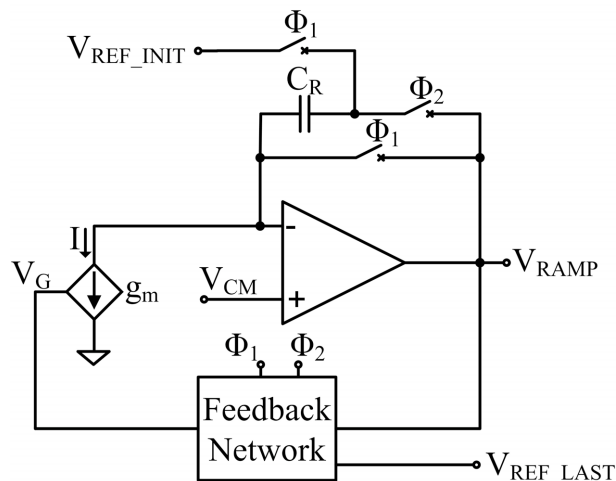 Φ1
VREF_INIT
CR
Φ2
Φ1
I
-
VG
gm
VCM
+
VRAMP
Φ1 Φ2
Feedback
Network
VREF_LAST